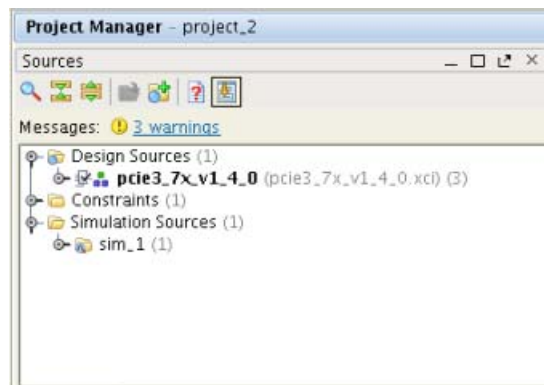 Project Manager - project_2
Sources
Messages: 3 warnings
Design Sources (1)
pcie3_7x_v1_4_0 (pcie3_7x_v1_4_0.xci) (3)
Constraints (1)
Simulation Sources (1)
sim_1 (1)